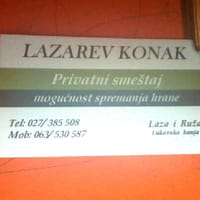 LAZAREV KONAK
Privatni smeštaj
mogućnost spremanja hrane
Tel: 027/ 385 508
Mob: 063/ 530 587
Laza i Ruža
Lukovska banja